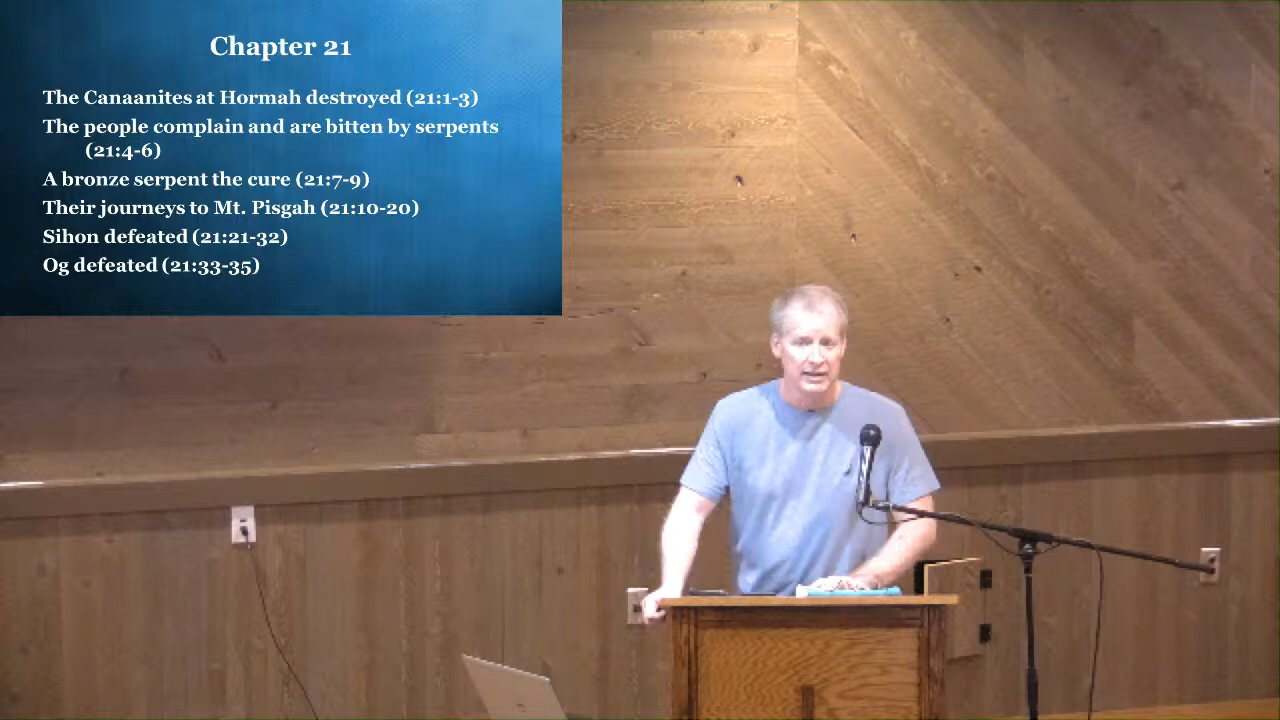 Chapter 21
The Canaanites at Hormah destroyed (21:1-3)
The people complain and are bitten by serpents
(21:4-6)
A bronze serpent the cure (21:7-9)
Their journeys to Mt. Pisgah (21:10-20)
Sihon defeated (21:21-32)
Og defeated (21:33-35)